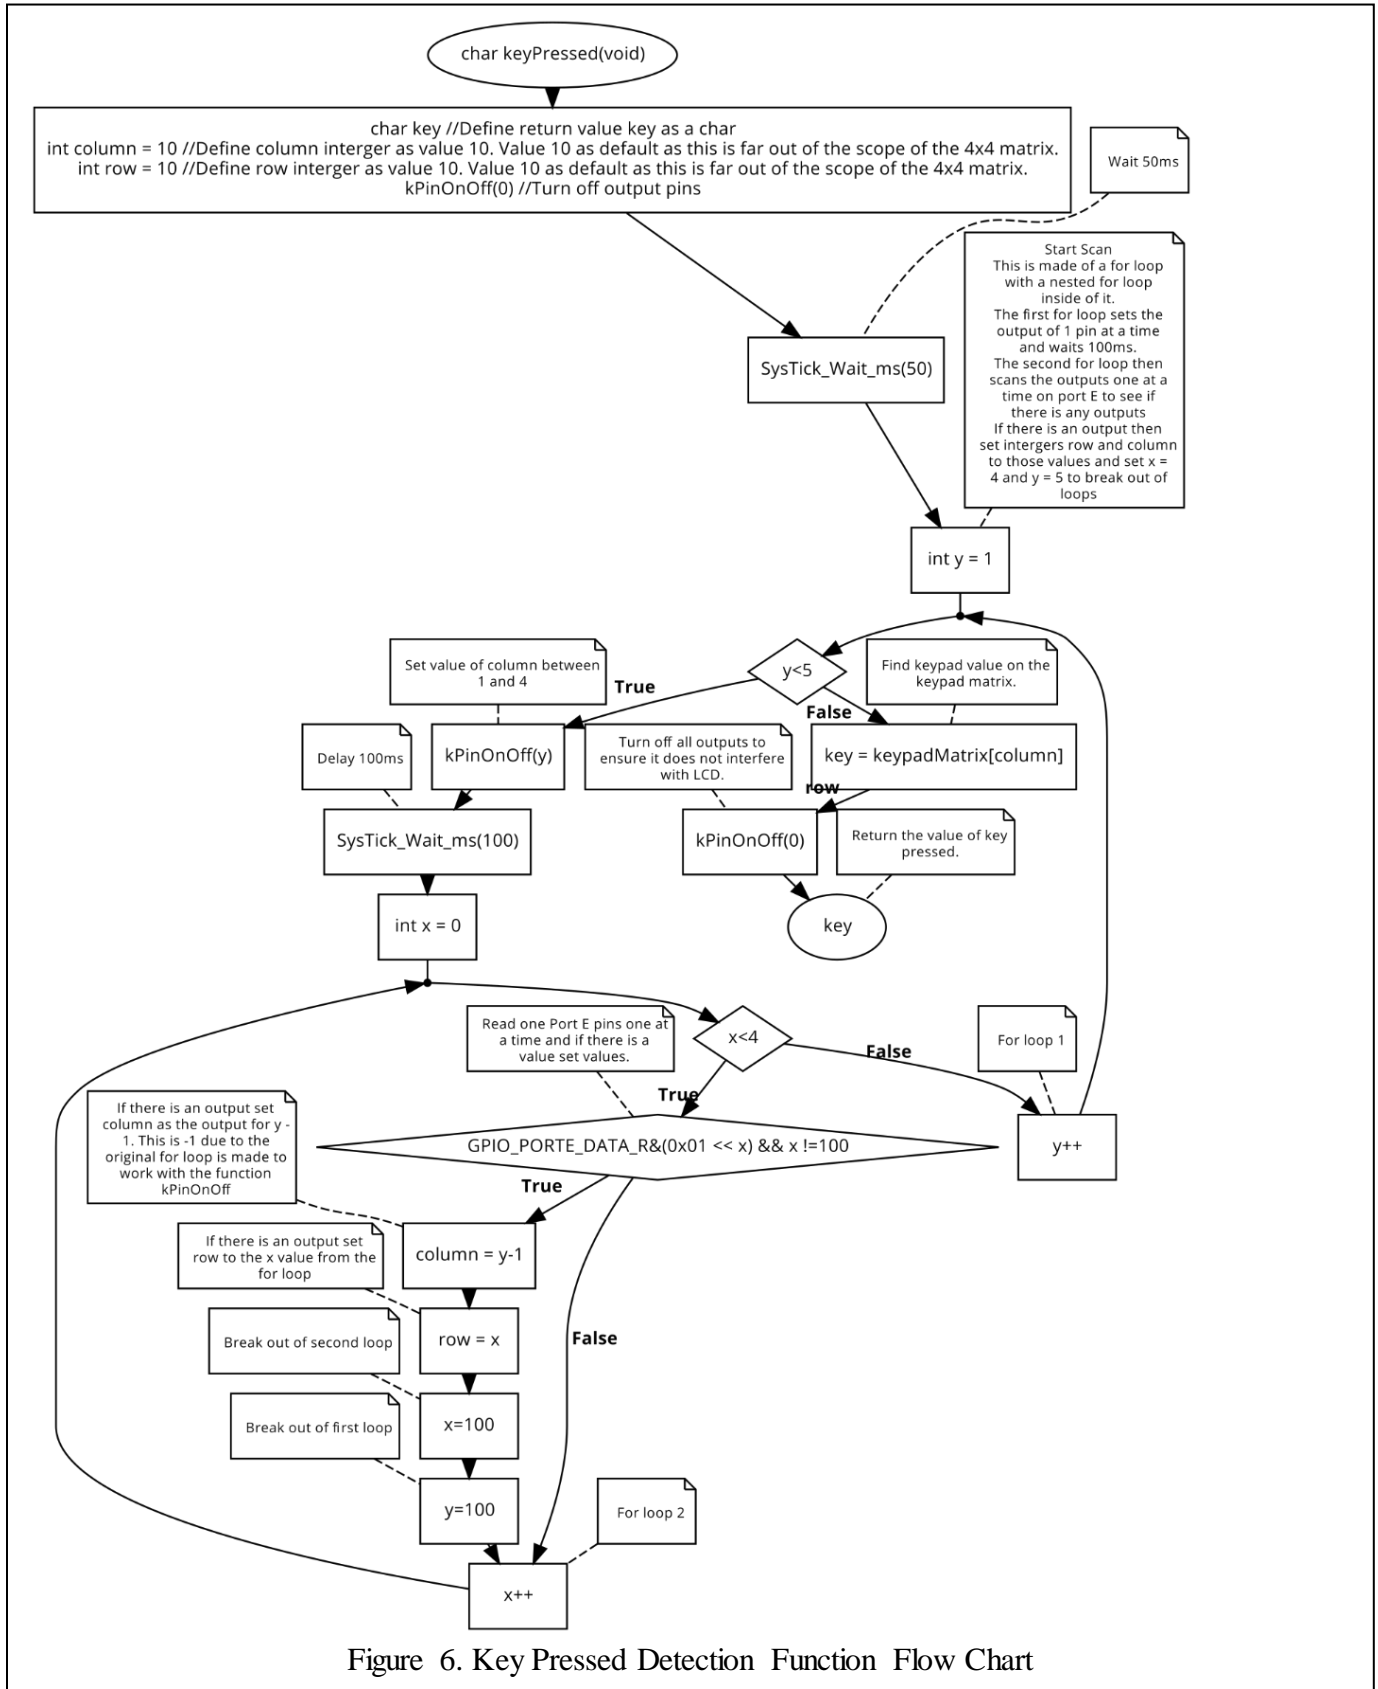 char keyPressed(void)
char key //Define return value key as a char
int column = 10 //Define column interger as value 10. Value 10 as default as this is far out of the scope of the 4x4 matrix.
int row = 10 //Define row interger as value 10. Value 10 as default as this is far out of the scope of the 4x4 matrix.
kPinOnOff(0) //Turn off output pins
Wait 50ms
SysTick_Wait_ms(50)
Start Scan
This is made of a for loop
with a nested for loop
inside of it.
The first for loop sets the
output of 1 pin at a time
and waits 100ms.
The second for loop then
scans the outputs one at a
time on port E to see if
there is any outputs
If there is an output then
set intergers row and column
to those values and set x =
4 and y = 5 to break out of
loops
int y = 1
y<5
True
False
Set value of column between
1 and 4
Find keypad value on the
keypad matrix.
Delay 100ms
kPinOnOff(y)
Turn off all outputs to
ensure it does not interfere
with LCD.
key = keypadMatrix[column]
row
SysTick_Wait_ms(100)
kPinOnOff(0)
Return the value of key
pressed.
int x = 0
key
Read one Port E pins one at
a time and if there is a
value set values.
x<4
False
True
For loop 1
y++
If there is an output set
column as the output for y -
1. This is -1 due to the
original for loop is made to
work with the function
kPinOnOff
GPIO_PORTE_DATA_R&(0x01 << x) && x !=100
True
False
column = y-1
If there is an output set
row to the x value from the
for loop
row = x
Break out of second loop
x=100
Break out of first loop
y=100
For loop 2
x++
Figure 6. Key Pressed Detection Function Flow Chart